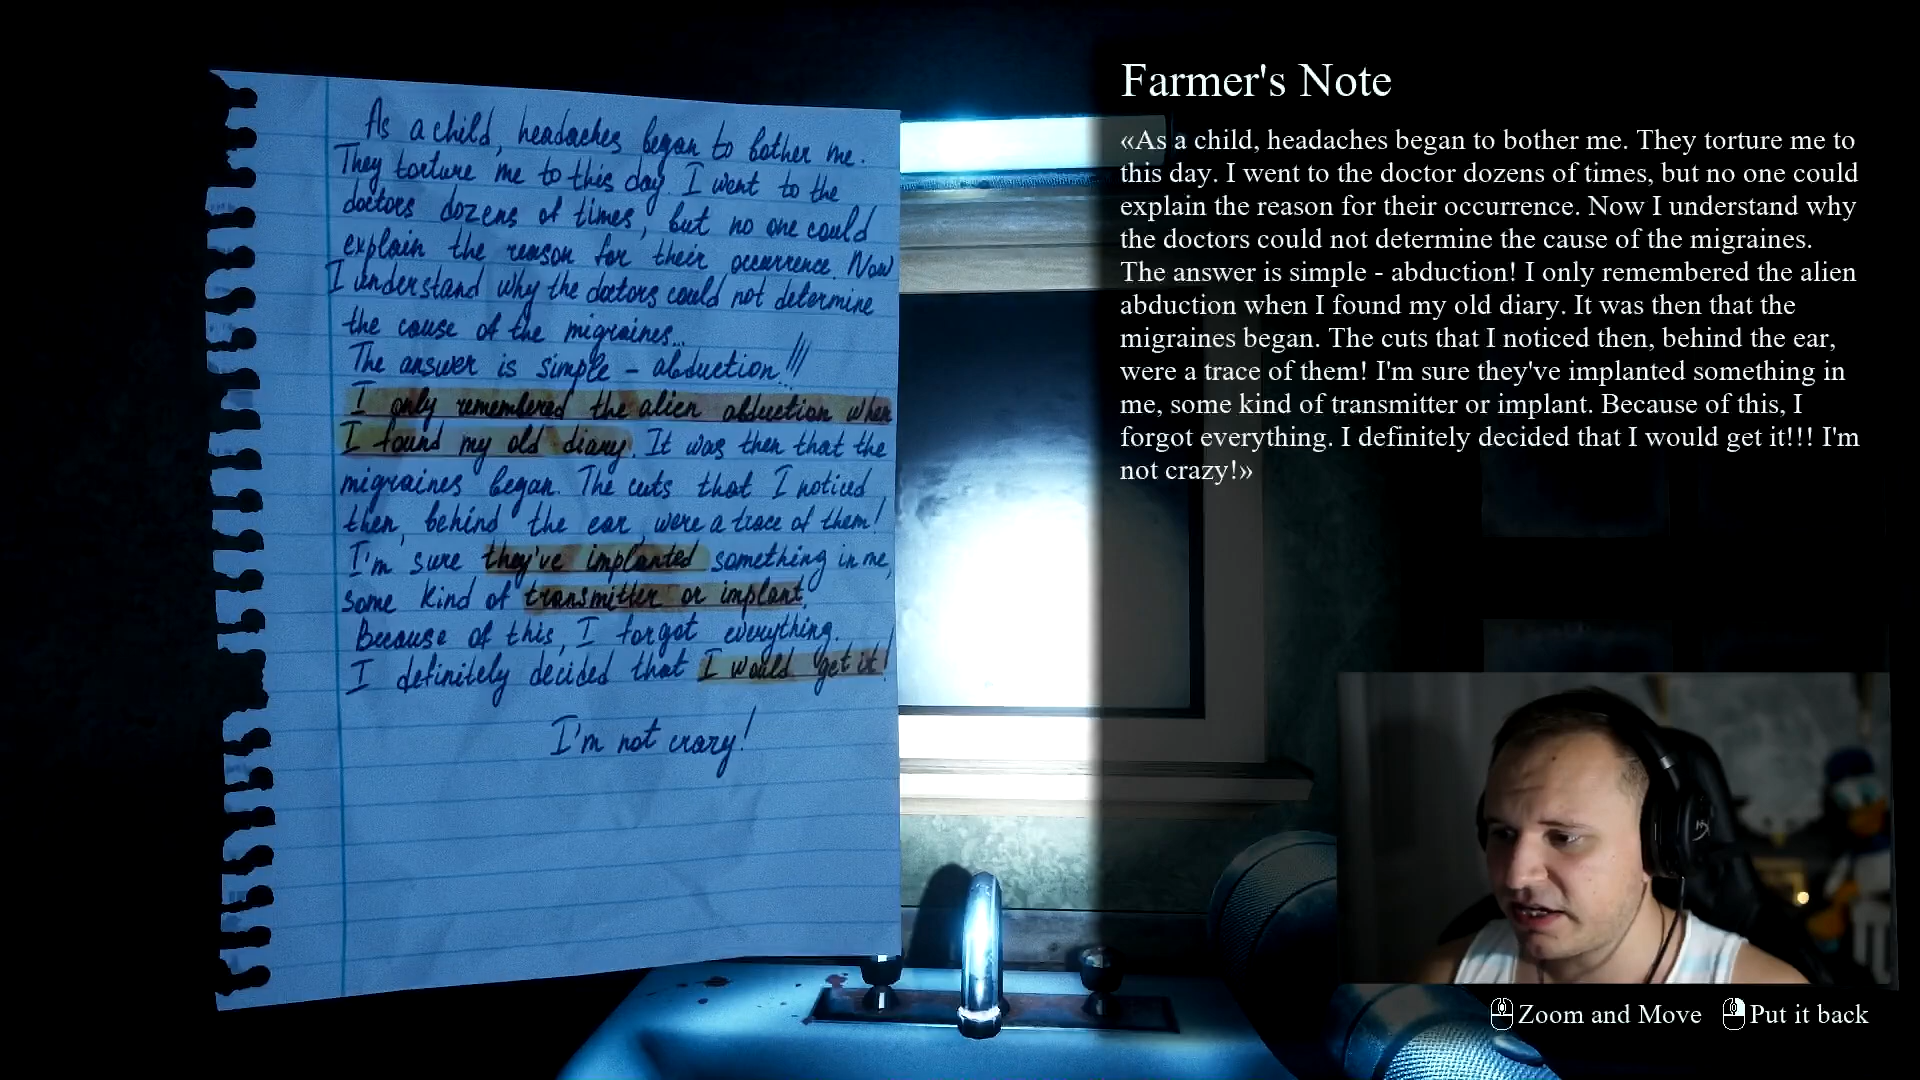 As a child, headaches began to bother me.
They torture me to this day. I went to the
doctors dozens of times, but no one could
explain the reason for their occurrence. Now
I understand why the doctors could not determine
the cause of the migraines...
The answer is simple - abduction!!!
I only remembered the alien abduction when
I found my old diary. It was then that the
migraines began. The cuts that I noticed
then, behind the ear, were a trace of them!
I'm sure they've implanted something in me,
some kind of transmitter or implant.
Because of this, I forgot everything.
I definitely decided that I would get it!
I'm not crazy!
Farmer's Note
«As a child, headaches began to bother me. They torture me to
this day. I went to the doctor dozens of times, but no one could
explain the reason for their occurrence. Now I understand why
the doctors could not determine the cause of the migraines.
The answer is simple - abduction! I only remembered the alien
abduction when I found my old diary. It was then that the
migraines began. The cuts that I noticed then, behind the ear,
were a trace of them! I'm sure they've implanted something in
me, some kind of transmitter or implant. Because of this, I
forgot everything. I definitely decided that I would get it!!! I'm
not crazy!»
Zoom and Move
Put it back